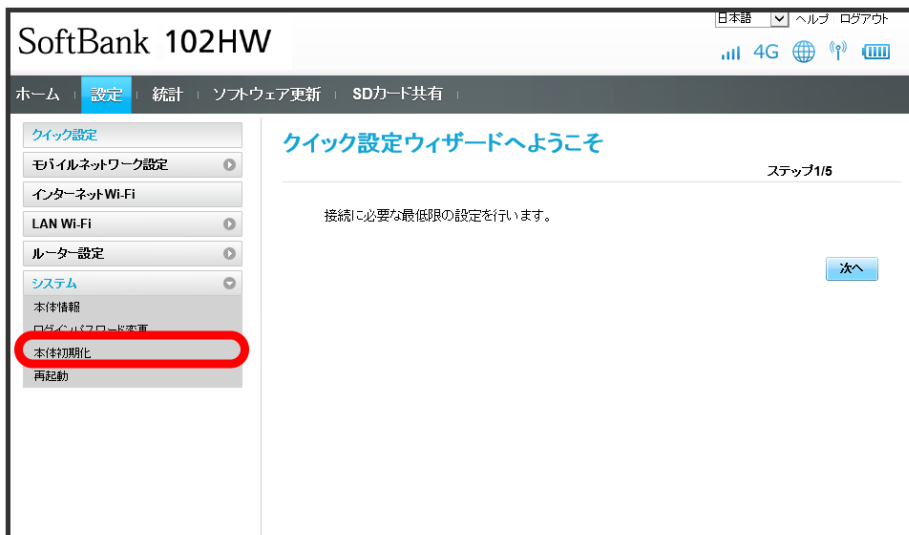 日本語 ヘルプ ログアウト
SoftBank 102HW
4G
ホーム 設定 統計 ソフトウェア更新 SDカード共有
クイック設定
モバイルネットワーク設定
インターネットWi-Fi
LAN Wi-Fi
ルーター設定
システム
本体情報
ログインパスワード変更
本体初期化
再起動
クイック設定ウィザードへようこそ
ステップ1/5
接続に必要な最低限の設定を行います。
次へ